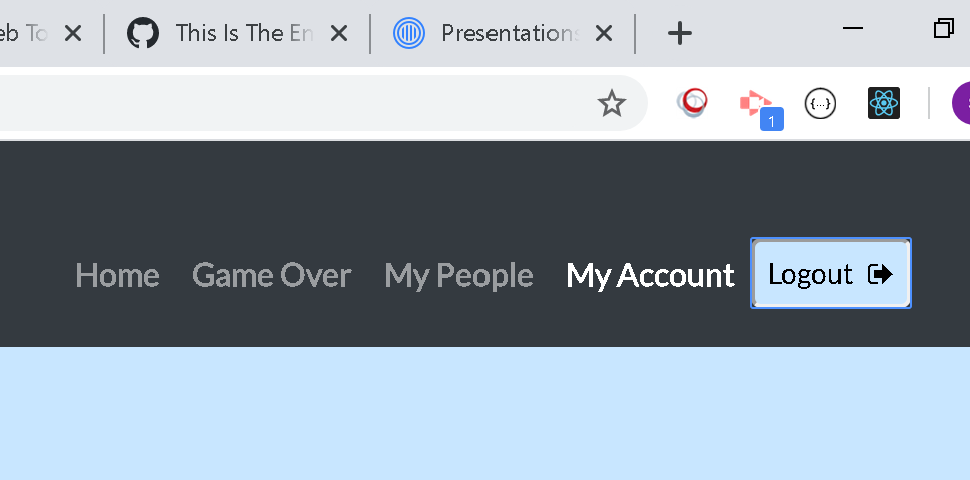 eb To This Is The En Presentations
{...} 1
Home Game Over My People My Account Logout